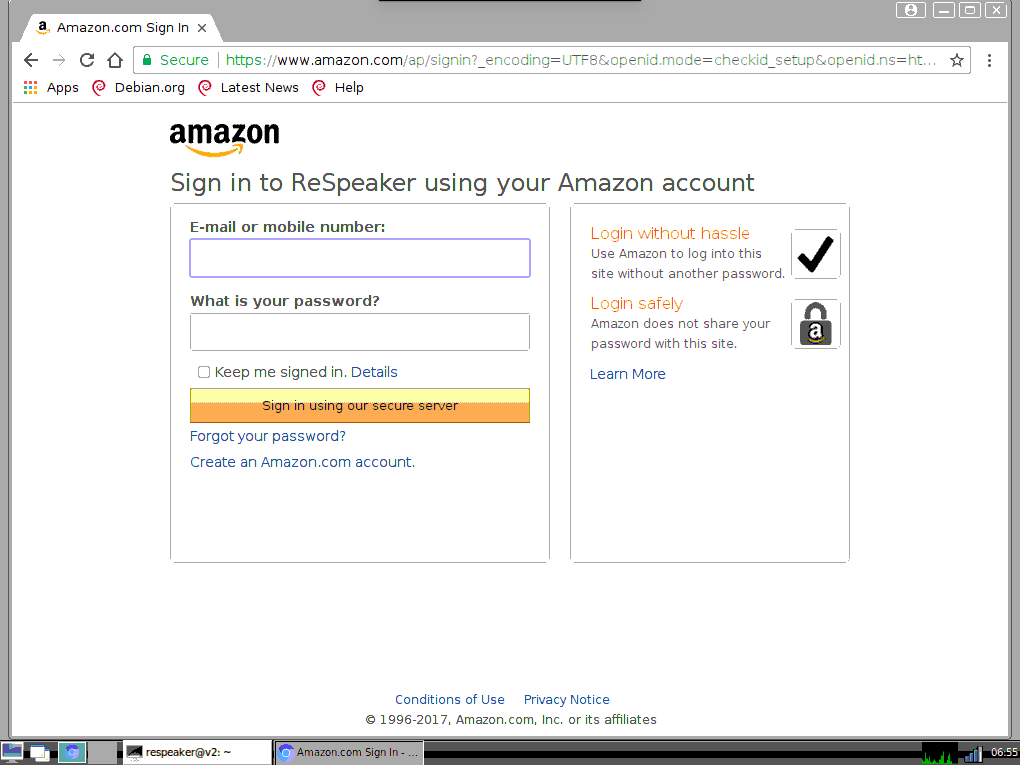 Amazon.com Sign In
Secure https://www.amazon.com/ap/signin?_encoding=UTF8&openid.mode=checkid_setup&openid.ns=ht...
Apps Debian.org Latest News Help
amazon
Sign in to ReSpeaker using your Amazon account
E-mail or mobile number:
What is your password?
Keep me signed in. Details
Sign in using our secure server
Forgot your password?
Create an Amazon.com account.
Login without hassle
Use Amazon to log into this
site without another password.
Login safely
Amazon does not share your
password with this site.
Learn More
Conditions of Use Privacy Notice
© 1996-2017, Amazon.com, Inc. or its affiliates
respeaker@v2: ~ Amazon.com Sign In - ... 06:55